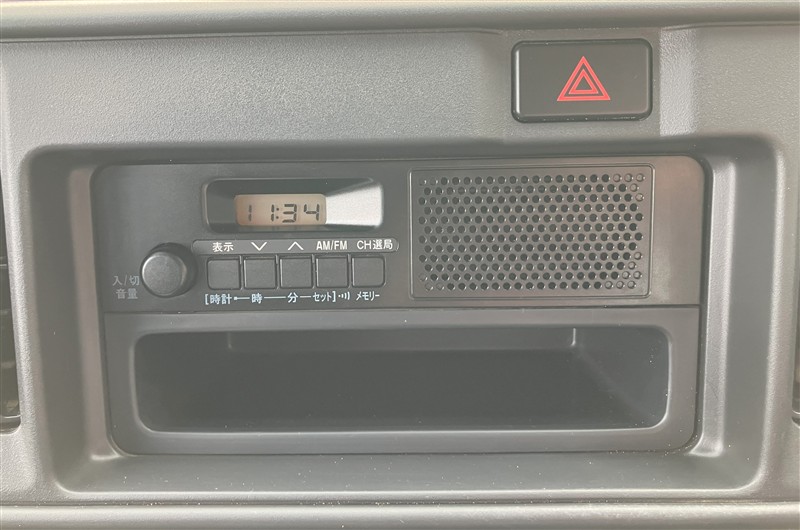 11:34
表示 ∨ ∧ AM/FM CH選局
入/切
音量
[時計 時 分 セット] メモリー